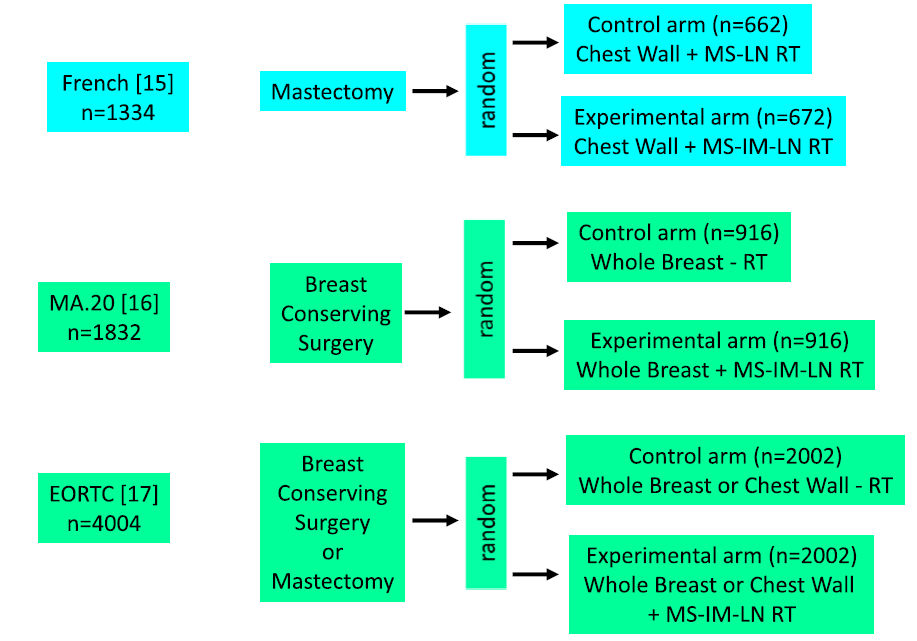 French [15]
n=1334
Mastectomy
random
Control arm (n=662)
Chest Wall + MS-LN RT
Experimental arm (n=672)
Chest Wall + MS-IM-LN RT
MA.20 [16]
n=1832
Breast
Conserving
Surgery
random
Control arm (n=916)
Whole Breast - RT
Experimental arm (n=916)
Whole Breast + MS-IM-LN RT
EORTC [17]
n=4004
Breast
Conserving
Surgery
or
Mastectomy
random
Control arm (n=2002)
Whole Breast or Chest Wall - RT
Experimental arm (n=2002)
Whole Breast or Chest Wall
+ MS-IM-LN RT